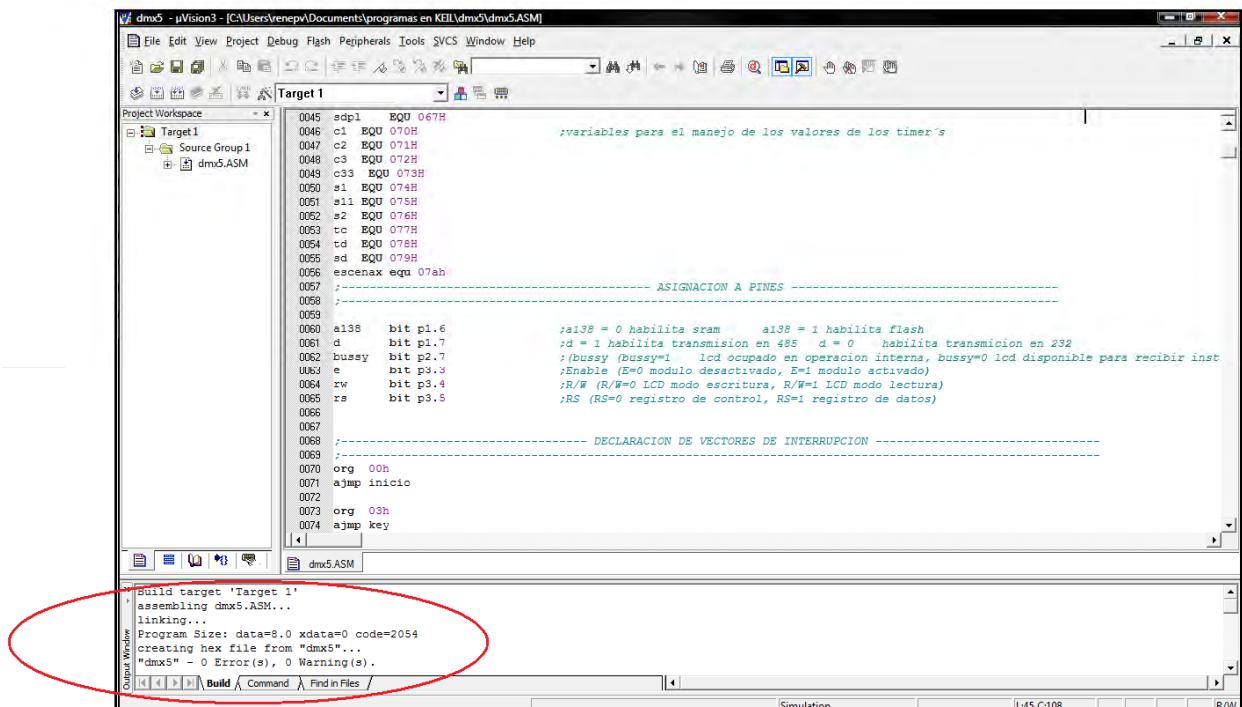 dmx5 - µVision3 - [C:\Users\renepv\Documents\programas en KEIL\dmx5\dmx5.ASM]
File Edit View Project Debug Flash Peripherals Tools SVCS Window Help
Target 1
Project Workspace
Target 1
Source Group 1
dmx5.ASM
0045 sdpl EQU 067H
0046 c1 EQU 070H ;variables para el manejo de los valores de los timer´s
0047 c2 EQU 071H
0048 c3 EQU 072H
0049 c33 EQU 073H
0050 s1 EQU 074H
0051 s11 EQU 075H
0052 s2 EQU 076H
0053 tc EQU 077H
0054 td EQU 078H
0055 sd EQU 079H
0056 escenax equ 07ah
0057 ;------------------------------------------- ASIGNACION A PINES -------------------------------------
0058 ;----------------------------------------------------------------------------------------------------
0059
0060 a138 bit p1.6 ;a138 = 0 habilita sram a138 = 1 habilita flash
0061 d bit p1.7 ;d = 1 habilita transmision en 485 d = 0 habilita transmicion en 232
0062 bussy bit p2.7 ;(bussy (bussy=1 lcd ocupado en operacion interna, bussy=0 lcd disponible para recibir inst
0063 e bit p3.3 ;Enable (E=0 modulo desactivado, E=1 modulo activado)
0064 rw bit p3.4 ;R/W (R/W=0 LCD modo escritura, R/W=1 LCD modo lectura)
0065 rs bit p3.5 ;RS (RS=0 registro de control, RS=1 registro de datos)
0066
0067
0068 ;---------------------------------- DECLARACION DE VECTORES DE INTERRUPCION -------------------------------
0069 ;----------------------------------------------------------------------------------------------------------
0070 org 00h
0071 ajmp inicio
0072
0073 org 03h
0074 ajmp key
dmx5.ASM
Build target 'Target 1'
assembling dmx5.ASM...
linking...
Program Size: data=8.0 xdata=0 code=2054
creating hex file from "dmx5"...
"dmx5" - 0 Error(s), 0 Warning(s).
Output Window
Build Command Find in Files
Simulation L:45 C:108 R/W